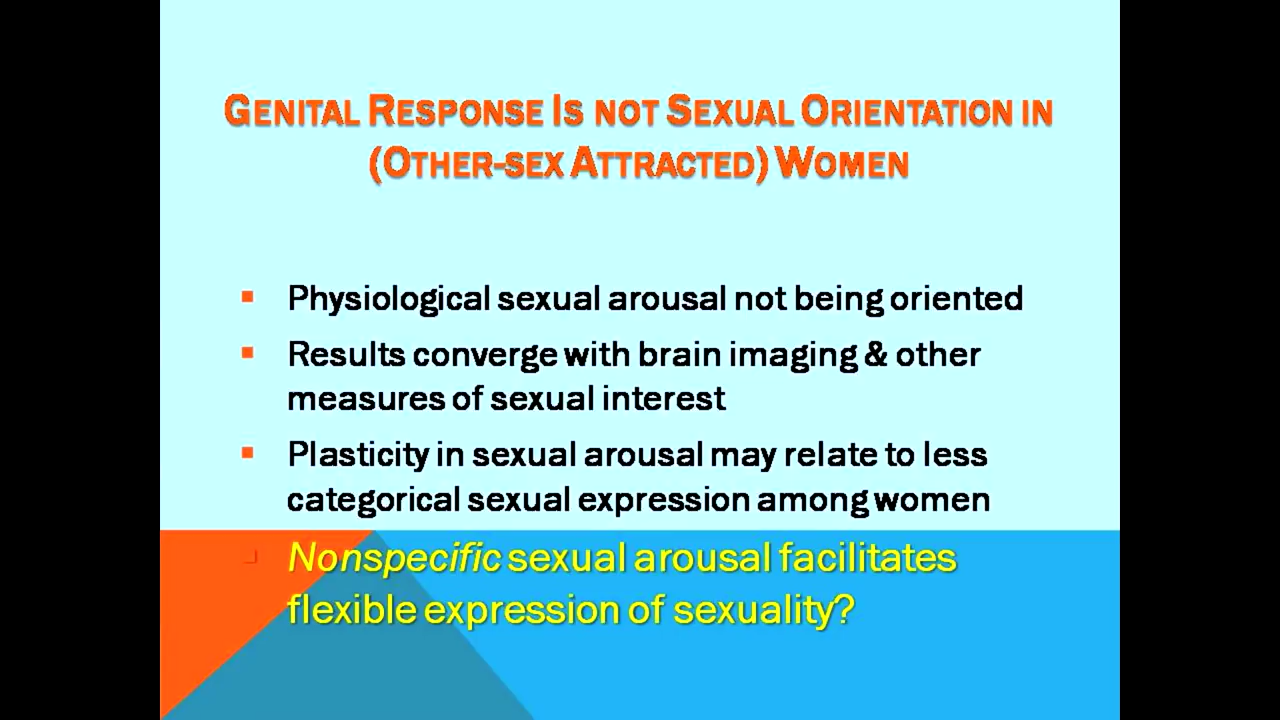 GENITAL RESPONSE IS NOT SEXUAL ORIENTATION IN
(OTHER-SEX ATTRACTED) WOMEN
Physiological sexual arousal not being oriented
Results converge with brain imaging & other
measures of sexual interest
Plasticity in sexual arousal may relate to less
categorical sexual expression among women
Nonspecific sexual arousal facilitates
flexible expression of sexuality?